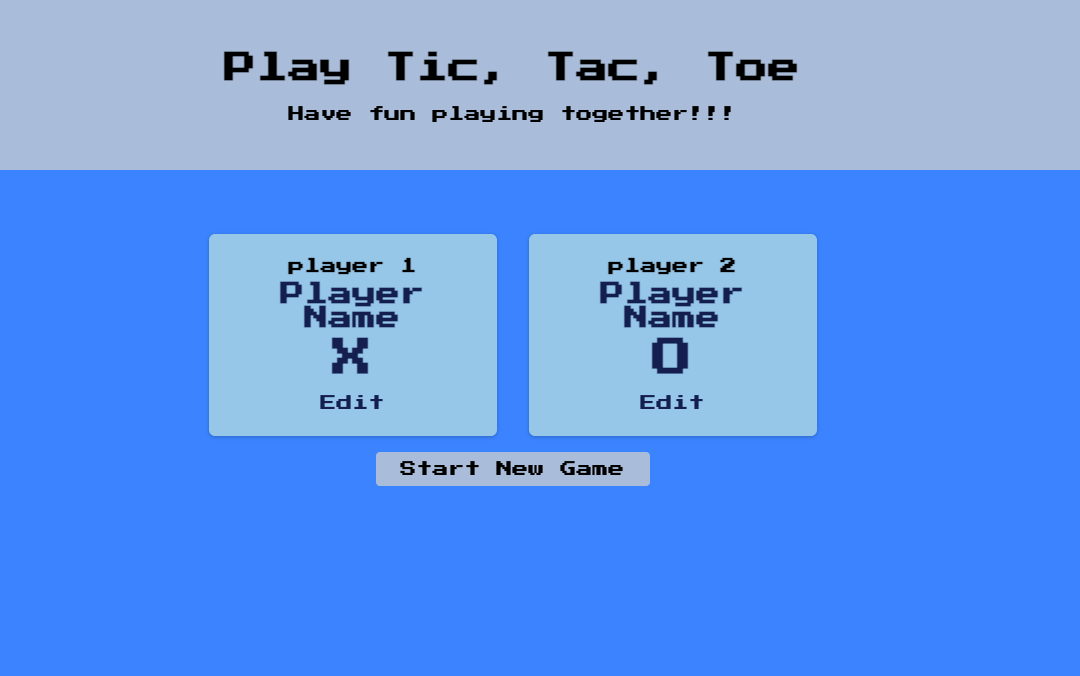 Play Tic, Tac, Toe
Have fun playing together!!!
player 1
Player
Name
X
Edit
player 2
Player
Name
O
Edit
Start New Game